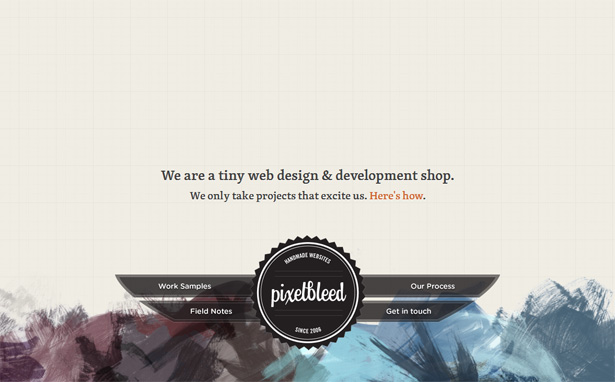 We are a tiny web design & development shop.
We only take projects that excite us. Here's how.
HANDMADE WEBSITES
Work Samples
Our Process
pixelbleed
Field Notes
Get in touch
SINCE 2006